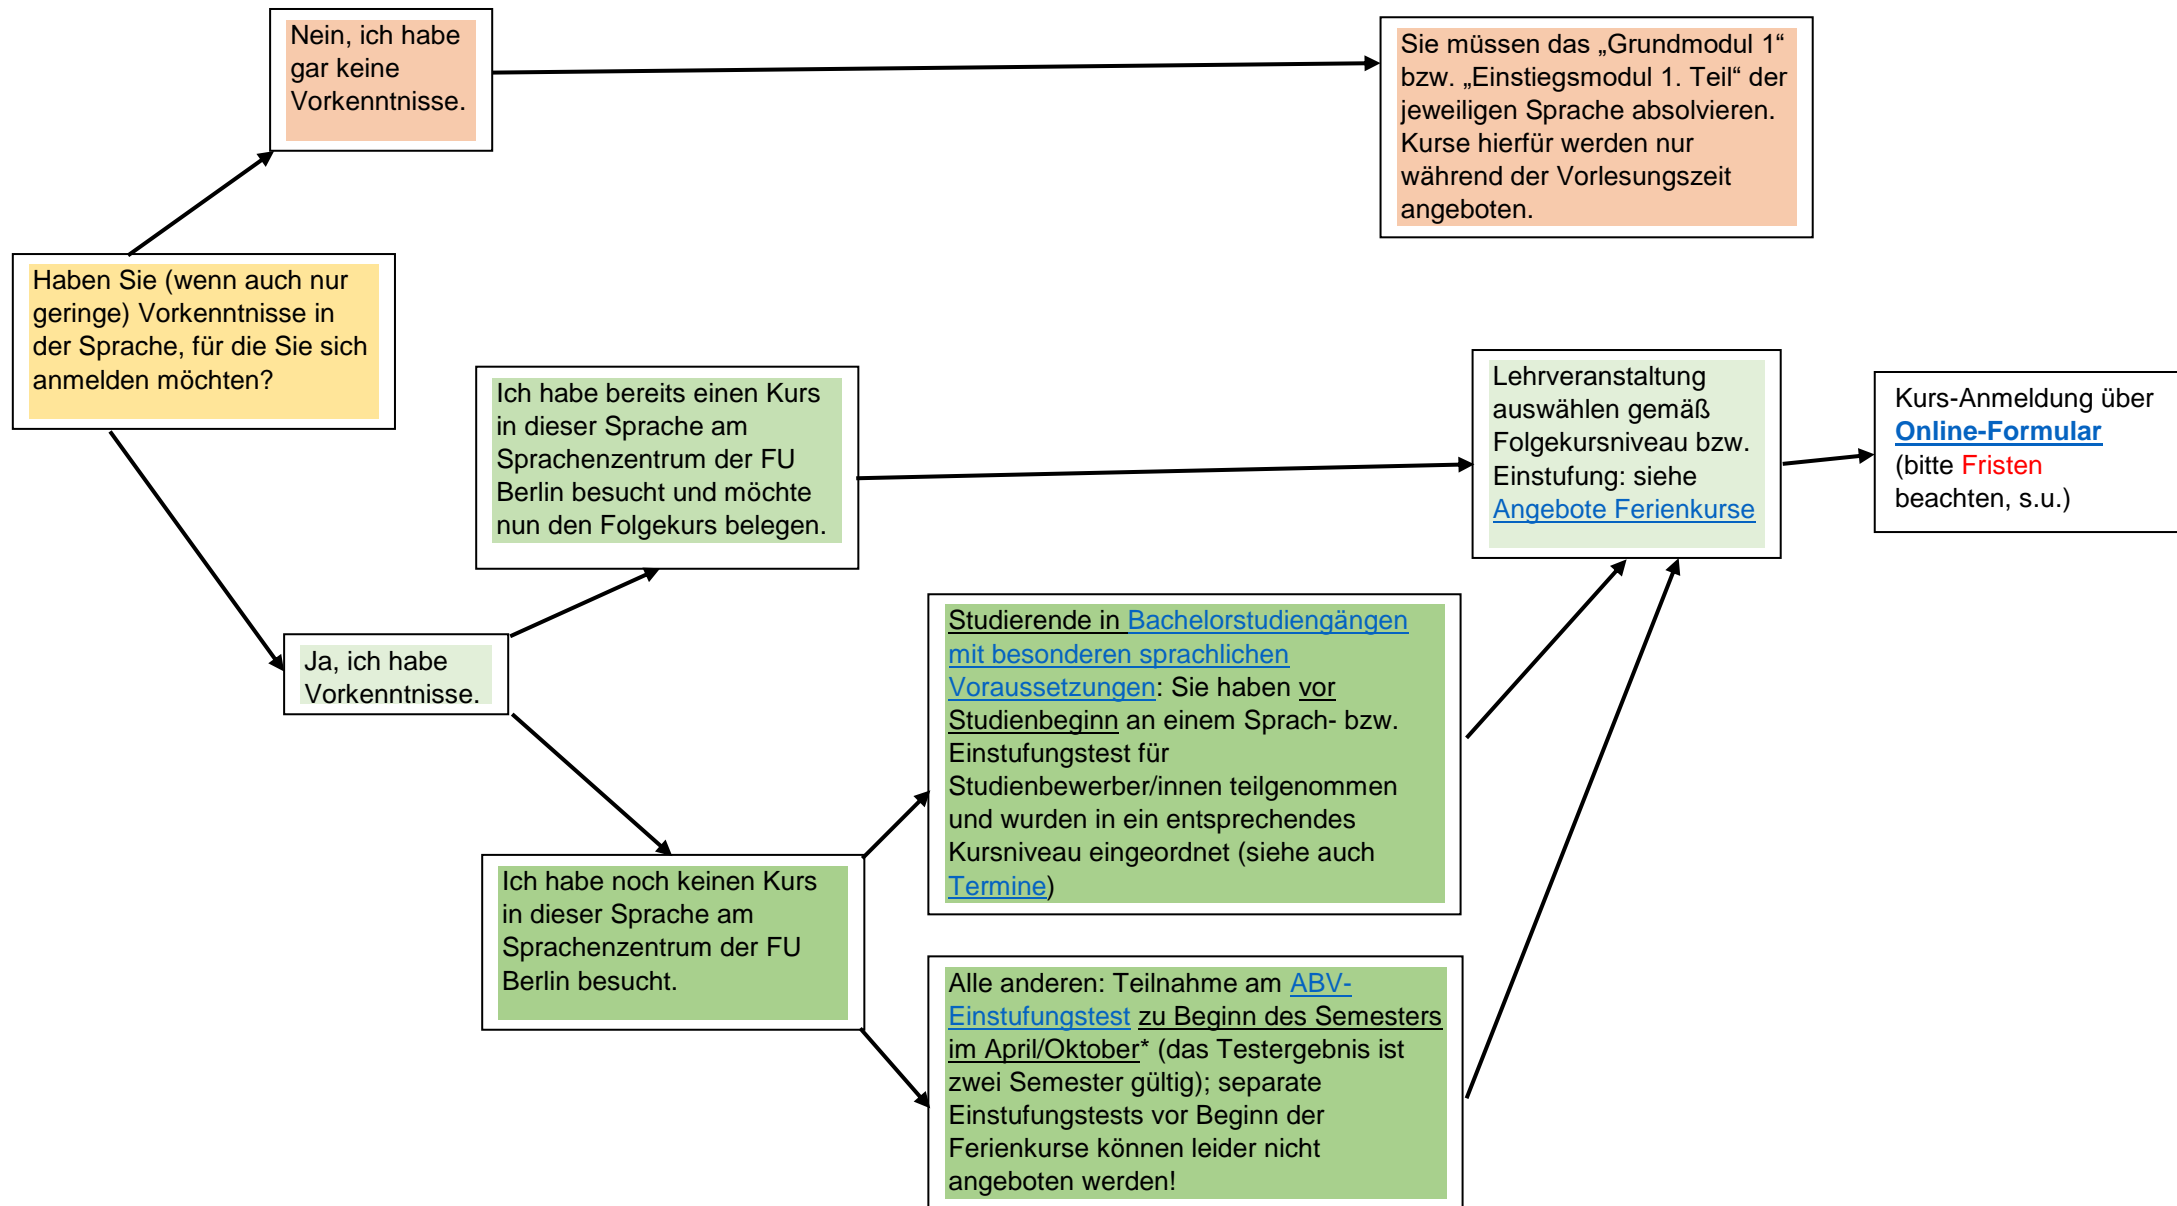 Nein, ich habe
gar keine
Vorkenntnisse.
Sie müssen das „Grundmodul 1“
bzw. „Einstiegsmodul 1. Teil“ der
jeweiligen Sprache absolvieren.
Kurse hierfür werden nur
während der Vorlesungszeit
angeboten.
Haben Sie (wenn auch nur
geringe) Vorkenntnisse in
der Sprache, für die Sie sich
anmelden möchten?
Ich habe bereits einen Kurs
in dieser Sprache am
Sprachenzentrum der FU
Berlin besucht und möchte
nun den Folgekurs belegen.
Lehrveranstaltung
auswählen gemäß
Folgekursniveau bzw.
Einstufung: siehe
Angebote Ferienkurse
Kurs-Anmeldung über
Online-Formular
(bitte Fristen
beachten, s.u.)
Ja, ich habe
Vorkenntnisse.
Studierende in Bachelorstudiengängen
mit besonderen sprachlichen
Voraussetzungen: Sie haben vor
Studienbeginn an einem Sprach- bzw.
Einstufungstest für
Studienbewerber/innen teilgenommen
und wurden in ein entsprechendes
Kursniveau eingeordnet (siehe auch
Termine)
Ich habe noch keinen Kurs
in dieser Sprache am
Sprachenzentrum der FU
Berlin besucht.
Alle anderen: Teilnahme am ABV-
Einstufungstest zu Beginn des Semesters
im April/Oktober* (das Testergebnis ist
zwei Semester gültig); separate
Einstufungstests vor Beginn der
Ferienkurse können leider nicht
angeboten werden!